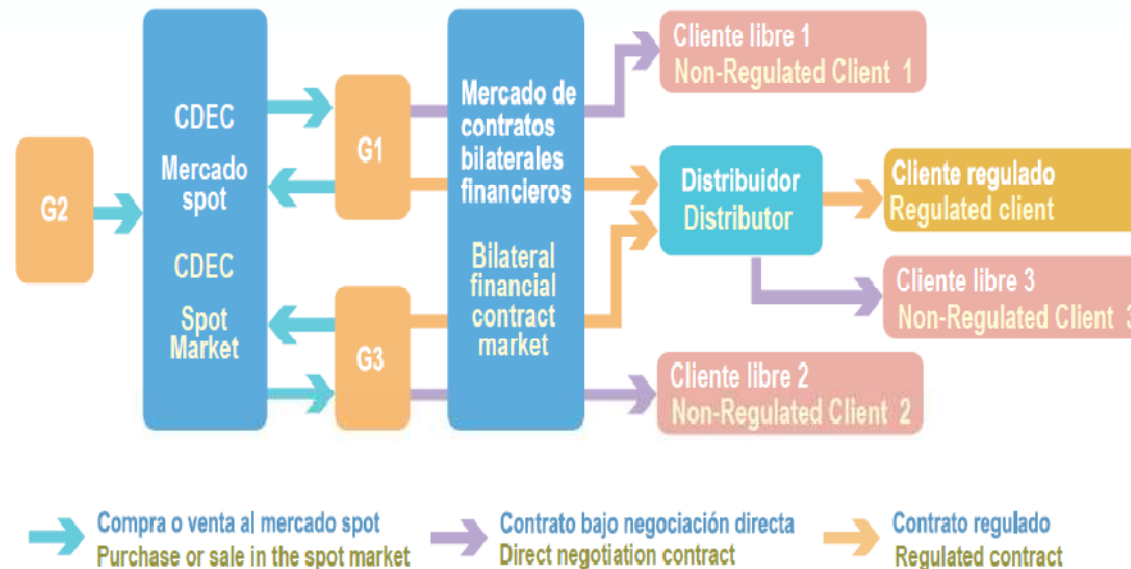 G2
CDEC
Mercado
spot
CDEC
Spot
Market
G1
G3
Mercado de
contratos
bilaterales
financieros
Bilateral
financial
contract
market
Cliente libre 1
Non-Regulated Client 1
Distribuidor
Distributor
Cliente regulado
Regulated client
Cliente libre 3
Non-Regulated Client 3
Cliente libre 2
Non-Regulated Client 2
Compra o venta al mercado spot
Purchase or sale in the spot market
Contrato bajo negociación directa
Direct negotiation contract
Contrato regulado
Regulated contract